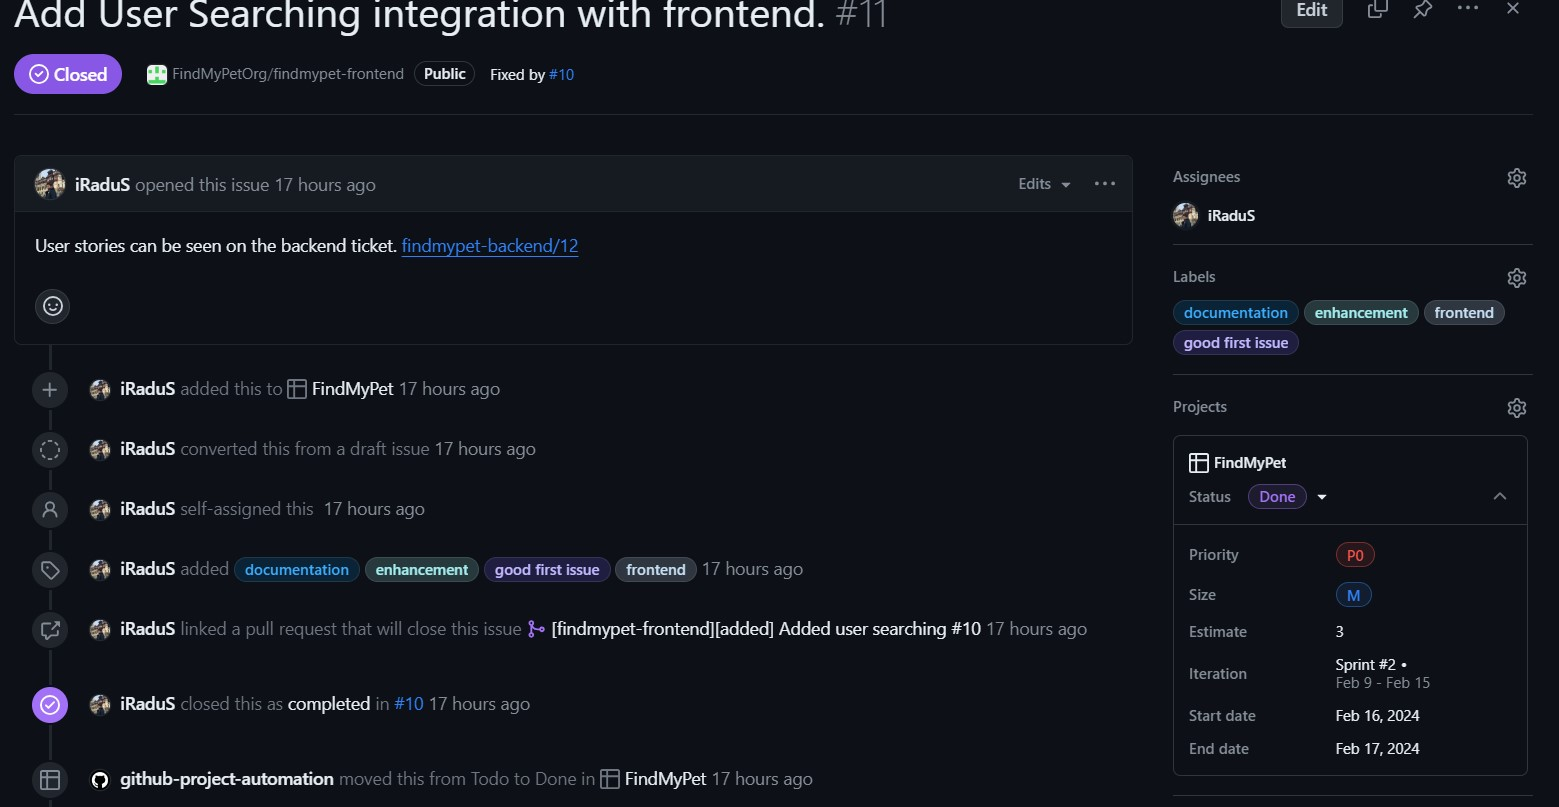 Add User Searching integration with frontend. #11
Edit
Closed
FindMyPetOrg/findmypet-frontend
Public
Fixed by #10
iRaduS opened this issue 17 hours ago
Edits
User stories can be seen on the backend ticket. findmypet-backend/12
iRaduS added this to FindMyPet 17 hours ago
iRaduS converted this from a draft issue 17 hours ago
iRaduS self-assigned this 17 hours ago
iRaduS added documentation enhancement good first issue frontend 17 hours ago
iRaduS linked a pull request that will close this issue [findmypet-frontend][added] Added user searching #10 17 hours ago
iRaduS closed this as completed in #10 17 hours ago
github-project-automation moved this from Todo to Done in FindMyPet 17 hours ago
Assignees
iRaduS
Labels
documentation enhancement frontend
good first issue
Projects
FindMyPet
Status Done
Priority P0
Size M
Estimate 3
Iteration Sprint #2 •
Feb 9 - Feb 15
Start date Feb 16, 2024
End date Feb 17, 2024